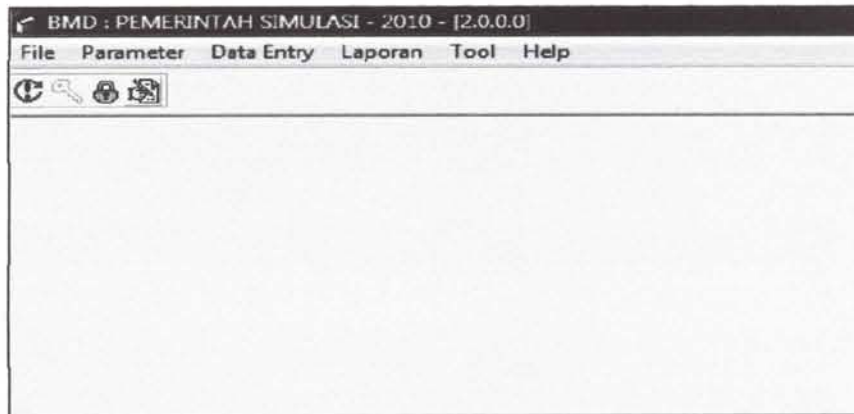 BMD : PEMERINTAH SIMULASI - 2010 - [2.0.0.0]
File Parameter Data Entry Laporan Tool Help